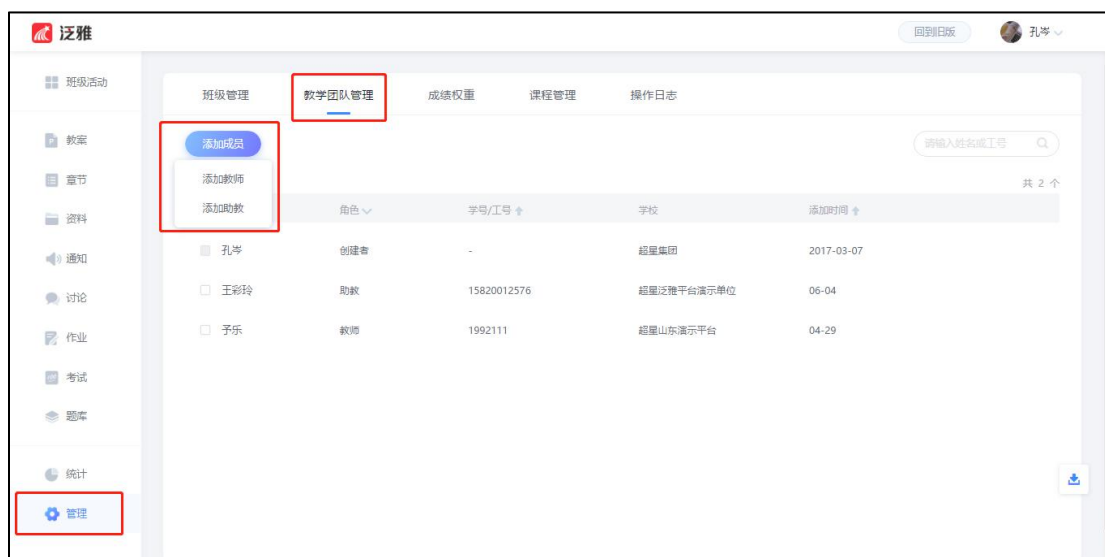 泛雅
回到旧版
孔岑
班级活动
班级管理
教学团队管理
成绩权重
课程管理
操作日志
教案
添加成员
请输入姓名或工号
章节
添加教师
共 2 个
资料
添加助教
角色
学号/工号
学校
添加时间
通知
孔岑
创建者
-
超星集团
2017-03-07
讨论
王彩玲
助教
15820012576
超星泛雅平台演示单位
06-04
作业
予乐
教师
1992111
超星山东演示平台
04-29
考试
题库
统计
管理